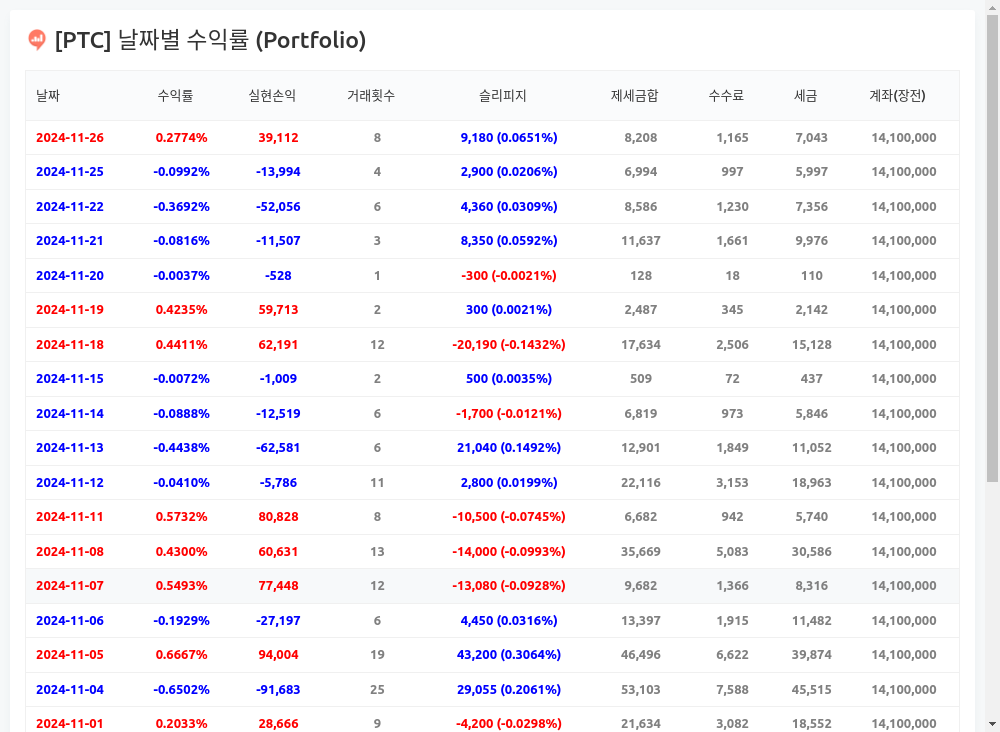 [PTC] 날짜별 수익률 (Portfolio)
날짜 수익률 실현손익 거래횟수 슬리피지 제세금합 수수료 세금 계좌(장전)
2024-11-26 0.2774% 39,112 8 9,180 (0.0651%) 8,208 1,165 7,043 14,100,000
2024-11-25 -0.0992% -13,994 4 2,900 (0.0206%) 6,994 997 5,997 14,100,000
2024-11-22 -0.3692% -52,056 6 4,360 (0.0309%) 8,586 1,230 7,356 14,100,000
2024-11-21 -0.0816% -11,507 3 8,350 (0.0592%) 11,637 1,661 9,976 14,100,000
2024-11-20 -0.0037% -528 1 -300 (-0.0021%) 128 18 110 14,100,000
2024-11-19 0.4235% 59,713 2 300 (0.0021%) 2,487 345 2,142 14,100,000
2024-11-18 0.4411% 62,191 12 -20,190 (-0.1432%) 17,634 2,506 15,128 14,100,000
2024-11-15 -0.0072% -1,009 2 500 (0.0035%) 509 72 437 14,100,000
2024-11-14 -0.0888% -12,519 6 -1,700 (-0.0121%) 6,819 973 5,846 14,100,000
2024-11-13 -0.4438% -62,581 6 21,040 (0.1492%) 12,901 1,849 11,052 14,100,000
2024-11-12 -0.0410% -5,786 11 2,800 (0.0199%) 22,116 3,153 18,963 14,100,000
2024-11-11 0.5732% 80,828 8 -10,500 (-0.0745%) 6,682 942 5,740 14,100,000
2024-11-08 0.4300% 60,631 13 -14,000 (-0.0993%) 35,669 5,083 30,586 14,100,000
2024-11-07 0.5493% 77,448 12 -13,080 (-0.0928%) 9,682 1,366 8,316 14,100,000
2024-11-06 -0.1929% -27,197 6 4,450 (0.0316%) 13,397 1,915 11,482 14,100,000
2024-11-05 0.6667% 94,004 19 43,200 (0.3064%) 46,496 6,622 39,874 14,100,000
2024-11-04 -0.6502% -91,683 25 29,055 (0.2061%) 53,103 7,588 45,515 14,100,000
2024-11-01 0.2033% 28,666 9 -4,200 (-0.0298%) 21,634 3,082 18,552 14,100,000